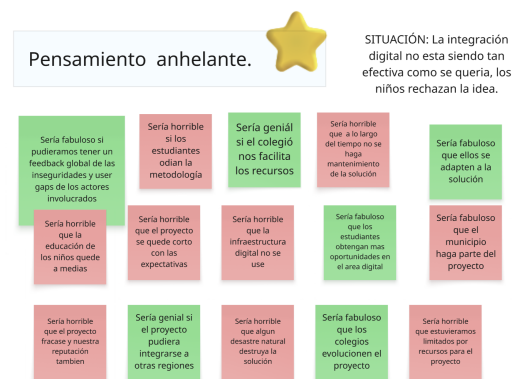 Pensamiento anhelante.
SITUACIÓN: La integración
digital no esta siendo tan
efectiva como se queria, los
niños rechazan la idea.
Sería fabuloso si
pudieramos tener un
feedback global de las
inseguridades y user
gaps de los actores
involucrados
Sería horrible
si los
estudiantes
odian la
metodología
Sería geniál
si el colegió
nos facilita
los recursos
Sería horrible
que a lo largo
del tiempo no se
haga
mantenimiento
de la solución
Sería fabuloso
que ellos se
adapten a la
solución
Sería horrible
que la
educación de
los niños quede
a medias
Sería horrible
que el proyecto
se quede corto
con las
expectativas
Sería horrible
que la
infraestructura
digital no se
use
Sería fabuloso
que los
estudiantes
obtengan mas
oportunidades en
el area digital
Sería fabuloso
que el
municipio
haga parte del
proyecto
Sería horrible
que el proyecto
fracase y nuestra
reputación
tambien
Sería genial si
el proyecto
pudiera
integrarse a
otras regiones
Sería horrible
que algun
desastre natural
destruya la
solución
Sería fabuloso
que los
colegios
evolucionen el
proyecto
Sería horrible
que estuvieramos
limitados por
recursos para el
proyecto